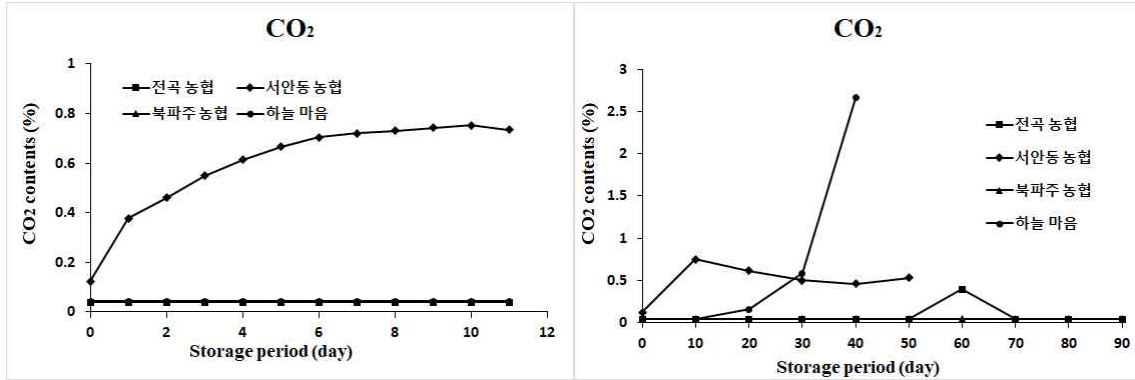 CO2
1
0.8
0.6
0.4
0.2
0
전곡 농협
서안동 농협
북파주 농협
하늘 마음
CO2 contents (%)
0 2 4 6 8 10 12
Storage period (day)
CO2
3
2.5
2
1.5
1
0.5
0
전곡 농협
서안동 농협
북파주 농협
하늘 마음
CO2 contents (%)
0 10 20 30 40 50 60 70 80 90
Storage period (day)